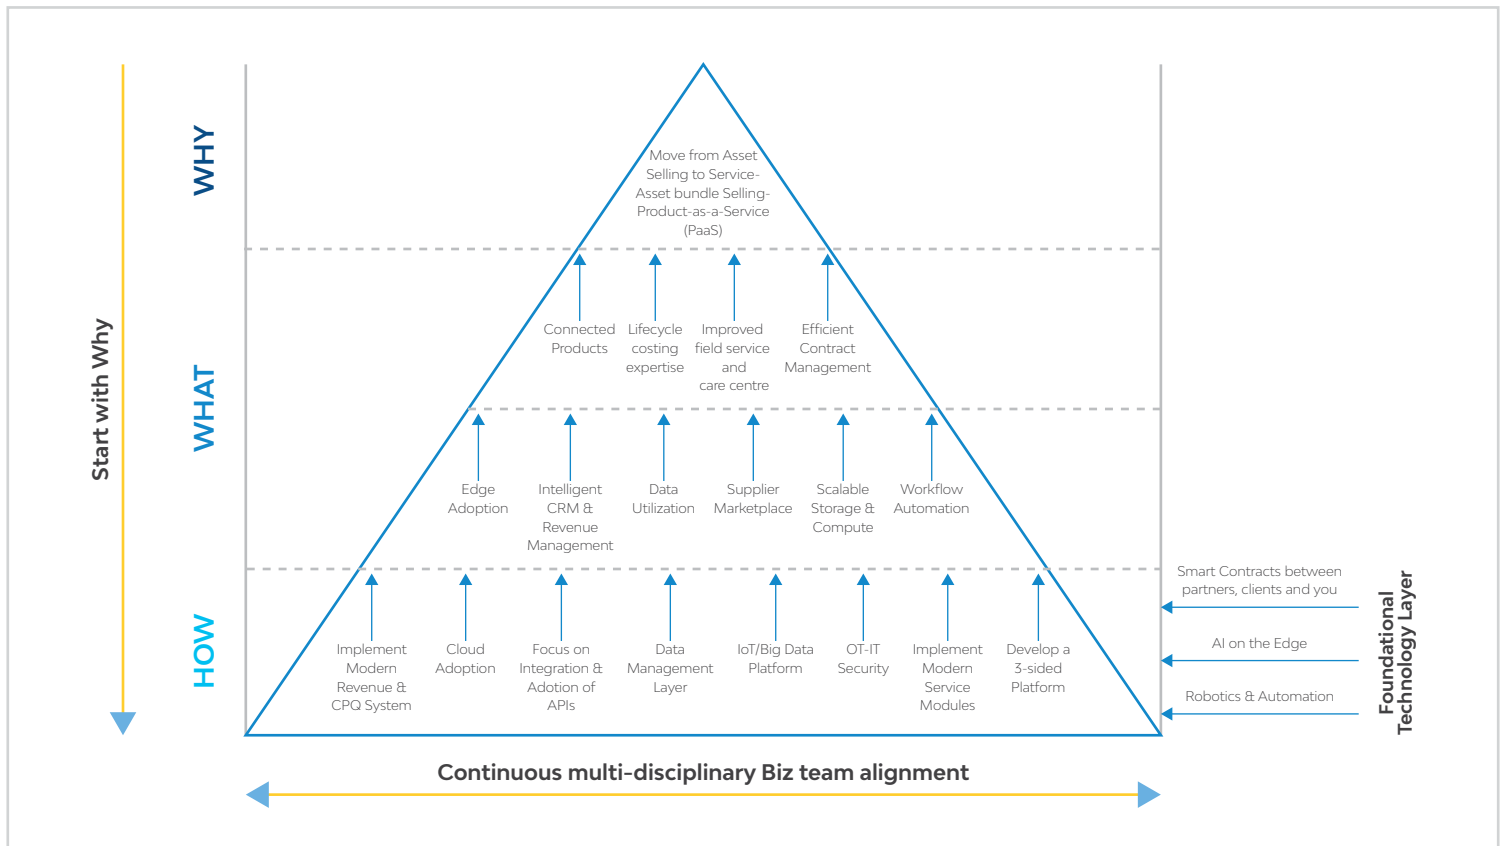 Start with Why
WHY
WHAT
HOW
Move from Asset
Selling to Service-
Asset bundle Selling-
Product-as-a-Service
(PaaS)
Connected
Products
Lifecycle
costing
expertise
Improved
field service
and
care centre
Efficient
Contract
Management
Edge
Adoption
Intelligent
CRM &
Revenue
Management
Data
Utilization
Supplier
Marketplace
Scalable
Storage &
Compute
Workflow
Automation
Implement
Modern
Revenue &
CPQ System
Cloud
Adoption
Focus on
Integration &
Adotion of
APIs
Data
Management
Layer
IoT/Big Data
Platform
OT-IT
Security
Implement
Modern
Service
Modules
Develop a
3-sided
Platform
Smart Contracts between
partners, clients and you
AI on the Edge
Robotics & Automation
Foundational
Technology Layer
Continuous multi-disciplinary Biz team alignment